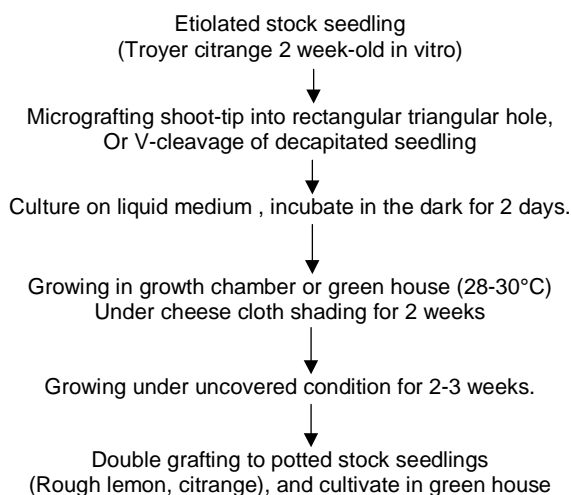 Etiolated stock seedling
(Troyer citrange 2 week-old in vitro)
Micrografting shoot-tip into rectangular triangular hole,
Or V-cleavage of decapitated seedling
Culture on liquid medium , incubate in the dark for 2 days.
Growing in growth chamber or green house (28-30°C)
Under cheese cloth shading for 2 weeks
Growing under uncovered condition for 2-3 weeks.
Double grafting to potted stock seedlings
(Rough lemon, citrange), and cultivate in green house